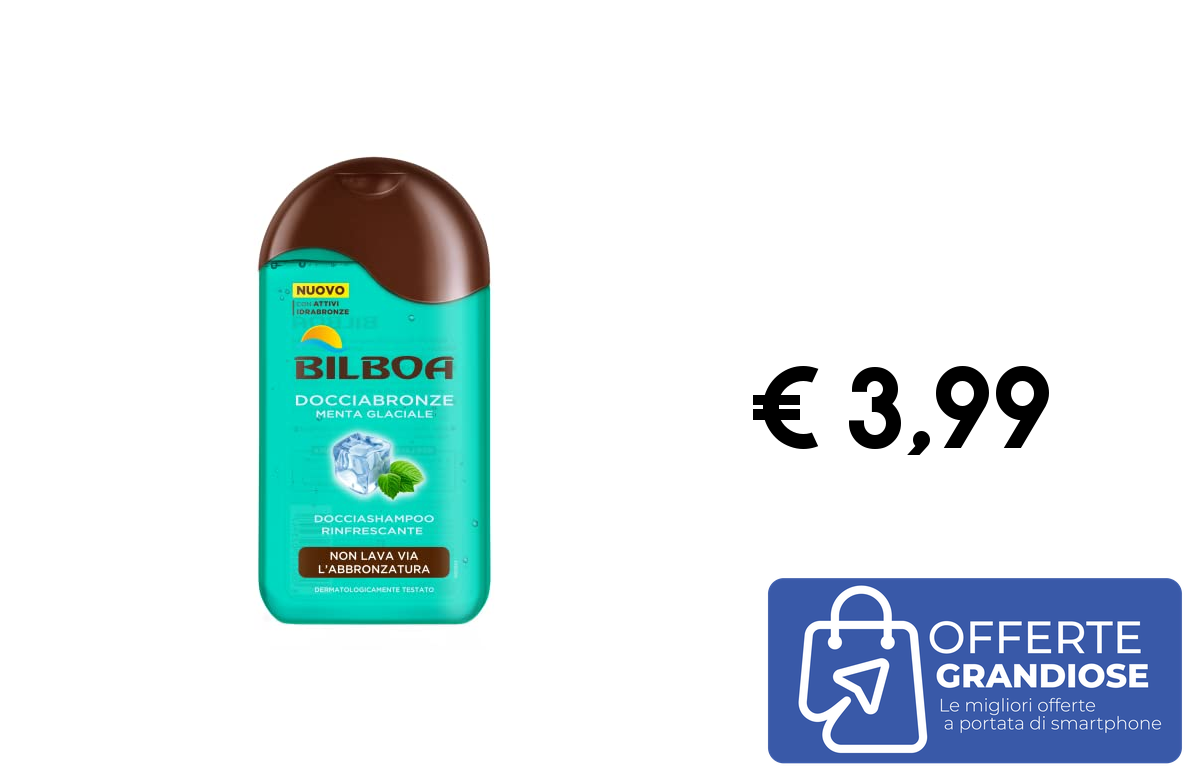 NUOVO
CON ATTIVI
IDRABRONZE
BILBOA
DOCCIABRONZE
MENTA GLACIALE
DOCCIASHAMPOO
RINFRESCANTE
NON LAVA VIA
L'ABBRONZATURA
DERMATOLOGICAMENTE TESTATO
€ 3,99
OFFERTE
GRANDIOSE
Le migliori offerte
a portata di smartphone